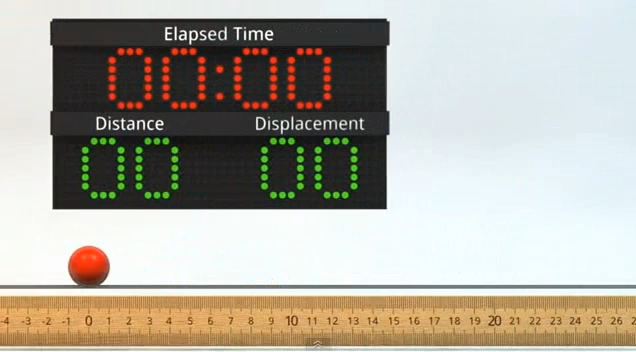 Elapsed Time
00:00
Distance Displacement
00 00
-4 -3 -2 -1 0 1 2 3 4 5 6 7 8 9 10 11 12 13 14 15 16 17 18 19 20 21 22 23 24 25 26 2